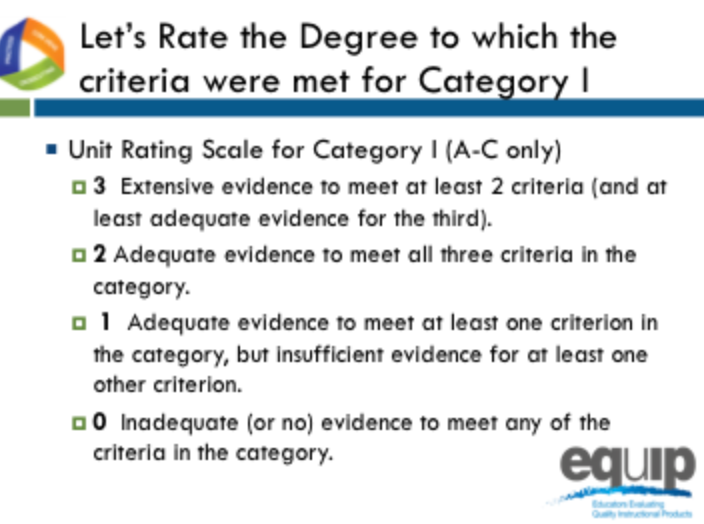 Let's Rate the Degree to which the
criteria were met for Category I
Unit Rating Scale for Category I (A-C only)
3 Extensive evidence to meet at least 2 criteria (and at
least adequate evidence for the third).
2 Adequate evidence to meet all three criteria in the
category.
1 Adequate evidence to meet at least one criterion in
the category, but insufficient evidence for at least one
other criterion.
0 Inadequate (or no) evidence to meet any of the
criteria in the category.
equip
Educators Evaluating
Quality Instructional Products